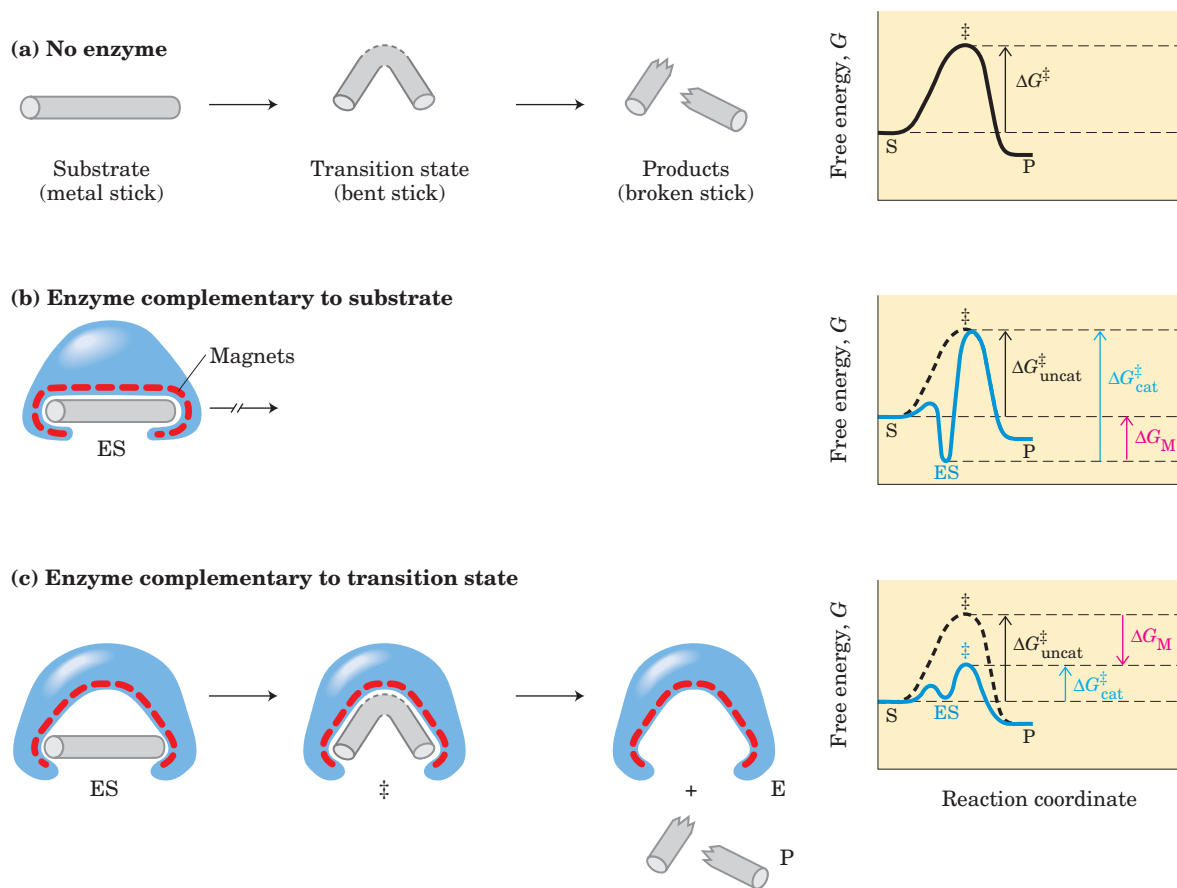 (a) No enzyme
Substrate
(metal stick)
Transition state
(bent stick)
Products
(broken stick)
Free energy, G
‡
ΔG‡
S
P
(b) Enzyme complementary to substrate
Magnets
ES
Free energy, G
‡
ΔG‡uncat
ΔG‡cat
ΔGM
S
ES
P
(c) Enzyme complementary to transition state
ES
‡
+
E
P
Free energy, G
‡
ΔG‡uncat
ΔGM
‡
ΔG‡cat
S
ES
P
Reaction coordinate